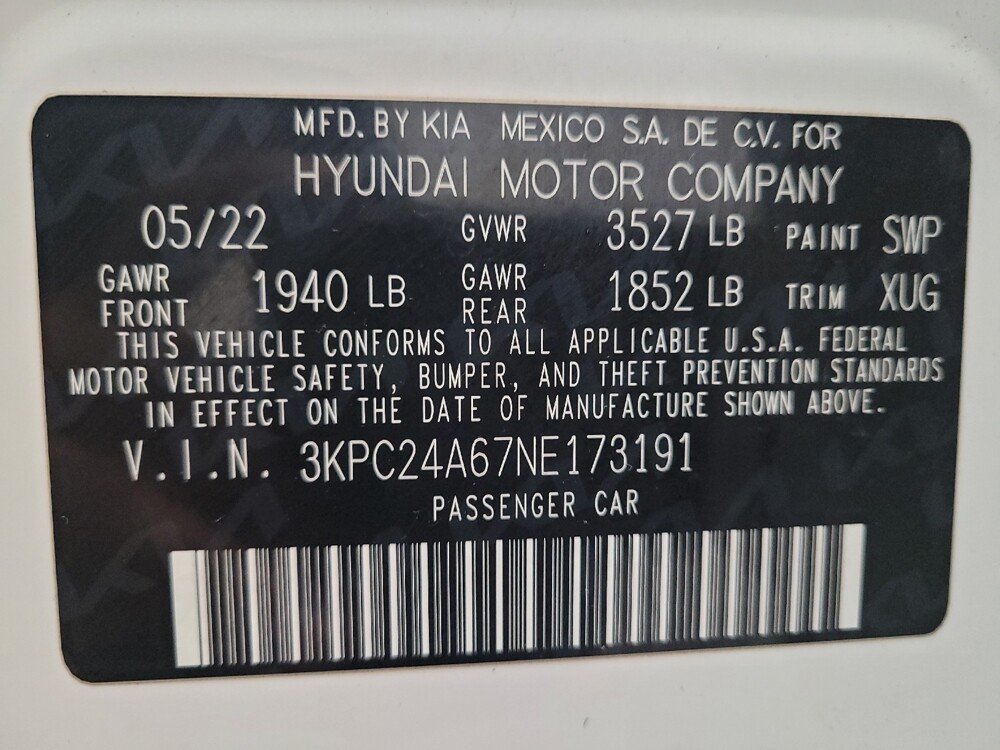 MFD. BY KIA MEXICO S.A. DE C.V. FOR
HYUNDAI MOTOR COMPANY
05/22 GVWR 3527 LB PAINT SWP
GAWR FRONT 1940 LB GAWR REAR 1852 LB TRIM XUG
THIS VEHICLE CONFORMS TO ALL APPLICABLE U.S.A. FEDERAL
MOTOR VEHICLE SAFETY, BUMPER, AND THEFT PREVENTION STANDARDS
IN EFFECT ON THE DATE OF MANUFACTURE SHOWN ABOVE.
V.I.N. 3KPC24A67NE173191
PASSENGER CAR